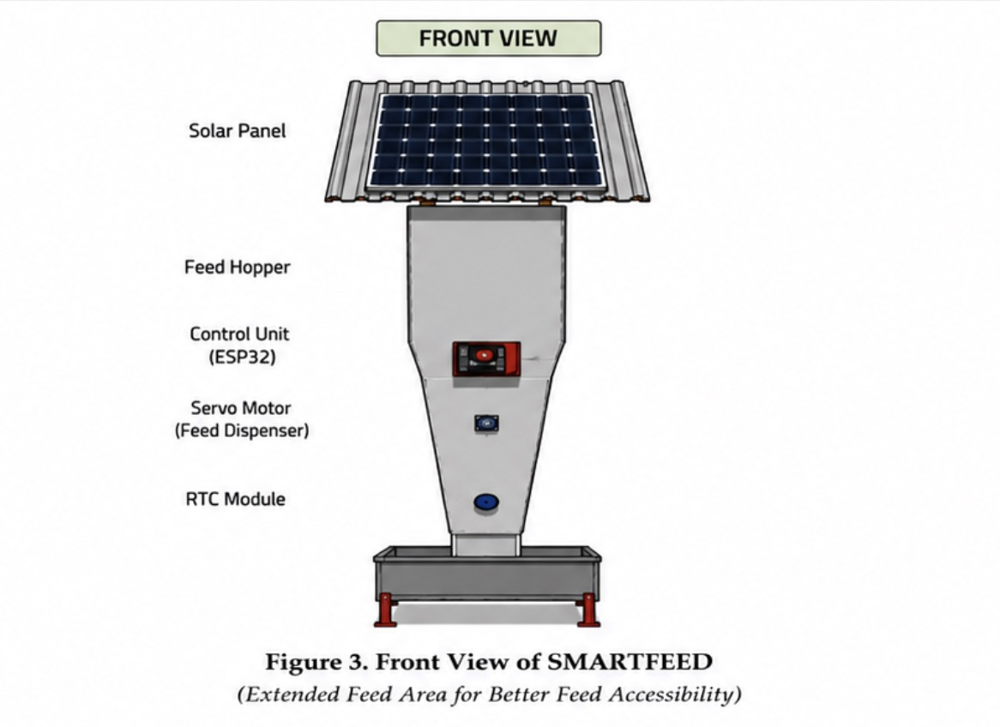 FRONT VIEW
Solar Panel
Feed Hopper
Control Unit
(ESP32)
Servo Motor
(Feed Dispenser)
RTC Module
Figure 3. Front View of SMARTFEED
(Extended Feed Area for Better Feed Accessibility)